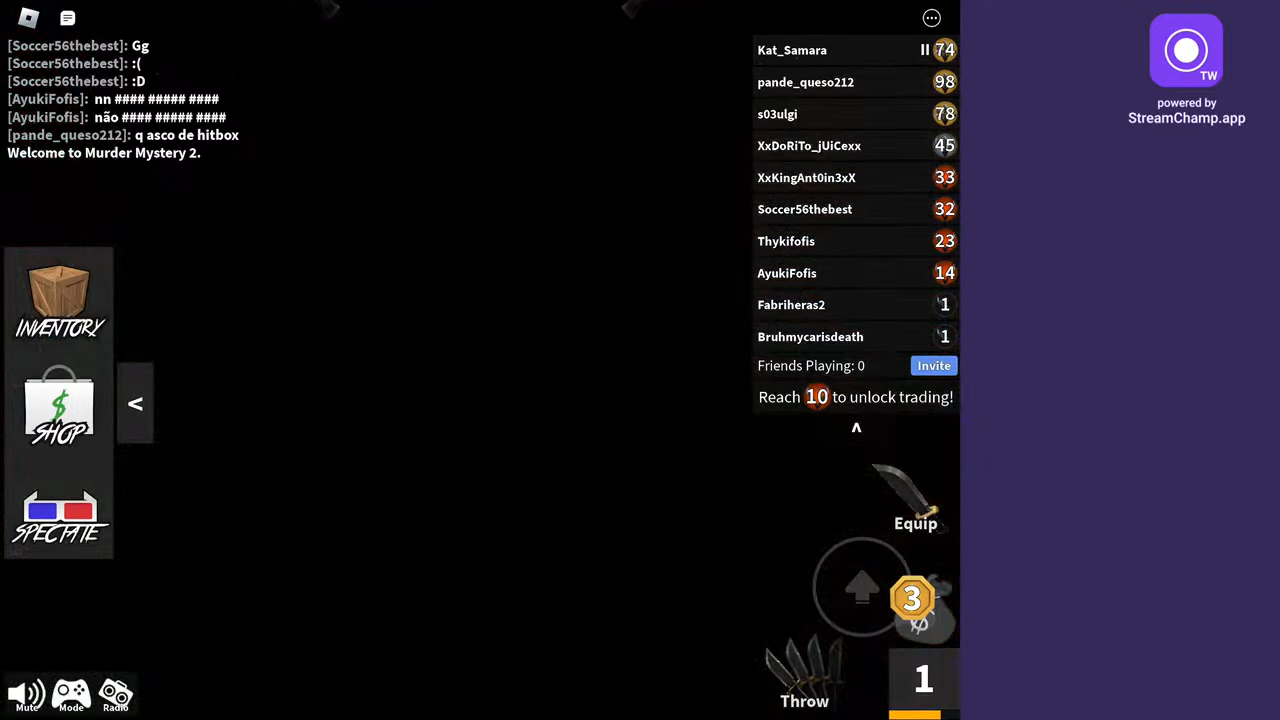 [Soccer56thebest]: Gg
[Soccer56thebest]: :(
[Soccer56thebest]: :D
[AyukiFofis]: nn #### ##### ####
[AyukiFofis]: não #### ##### ####
[pande_queso212]: q asco de hitbox
Welcome to Murder Mystery 2.
INVENTORY
SHOP
SPECTATE
<
Mute
Mode
Radio
Kat_Samara 74
pande_queso212 98
s03ulgi 78
XxDoRiTo_jUiCexx 45
XxKingAnt0in3xX 33
Soccer56thebest 32
Thykifofis 23
AyukiFofis 14
Fabriheras2 1
Bruhmycarisdeath 1
Friends Playing: 0 Invite
Reach 10 to unlock trading!
Equip
3
Throw
1
TW
powered by
StreamChamp.app